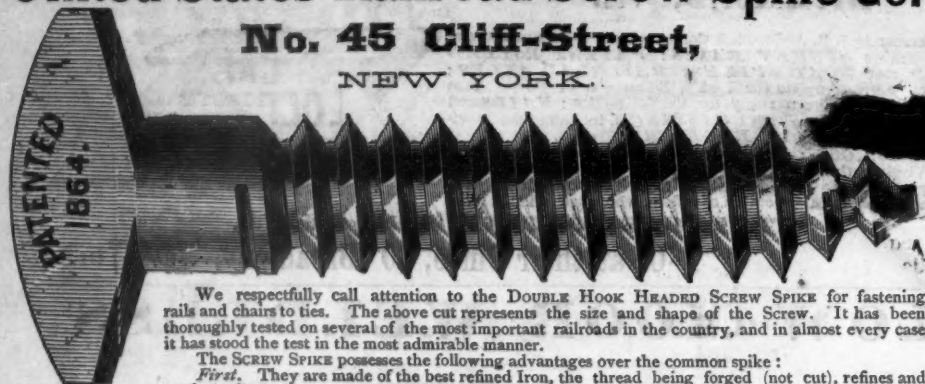 No. 45 Cliff-Street,
NEW YORK.
PATENTED
1864.
We respectfully call attention to the DOUBLE HOOK HEADED SCREW SPIKE for fastening
rails and chairs to ties. The above cut represents the size and shape of the Screw. It has been
thoroughly tested on several of the most important railroads in the country, and in almost every case
it has stood the test in the most admirable manner.
The SCREW SPIKE possesses the following advantages over the common spike :
First. They are made of the best refined Iron, the thread being forged (not cut), refines and